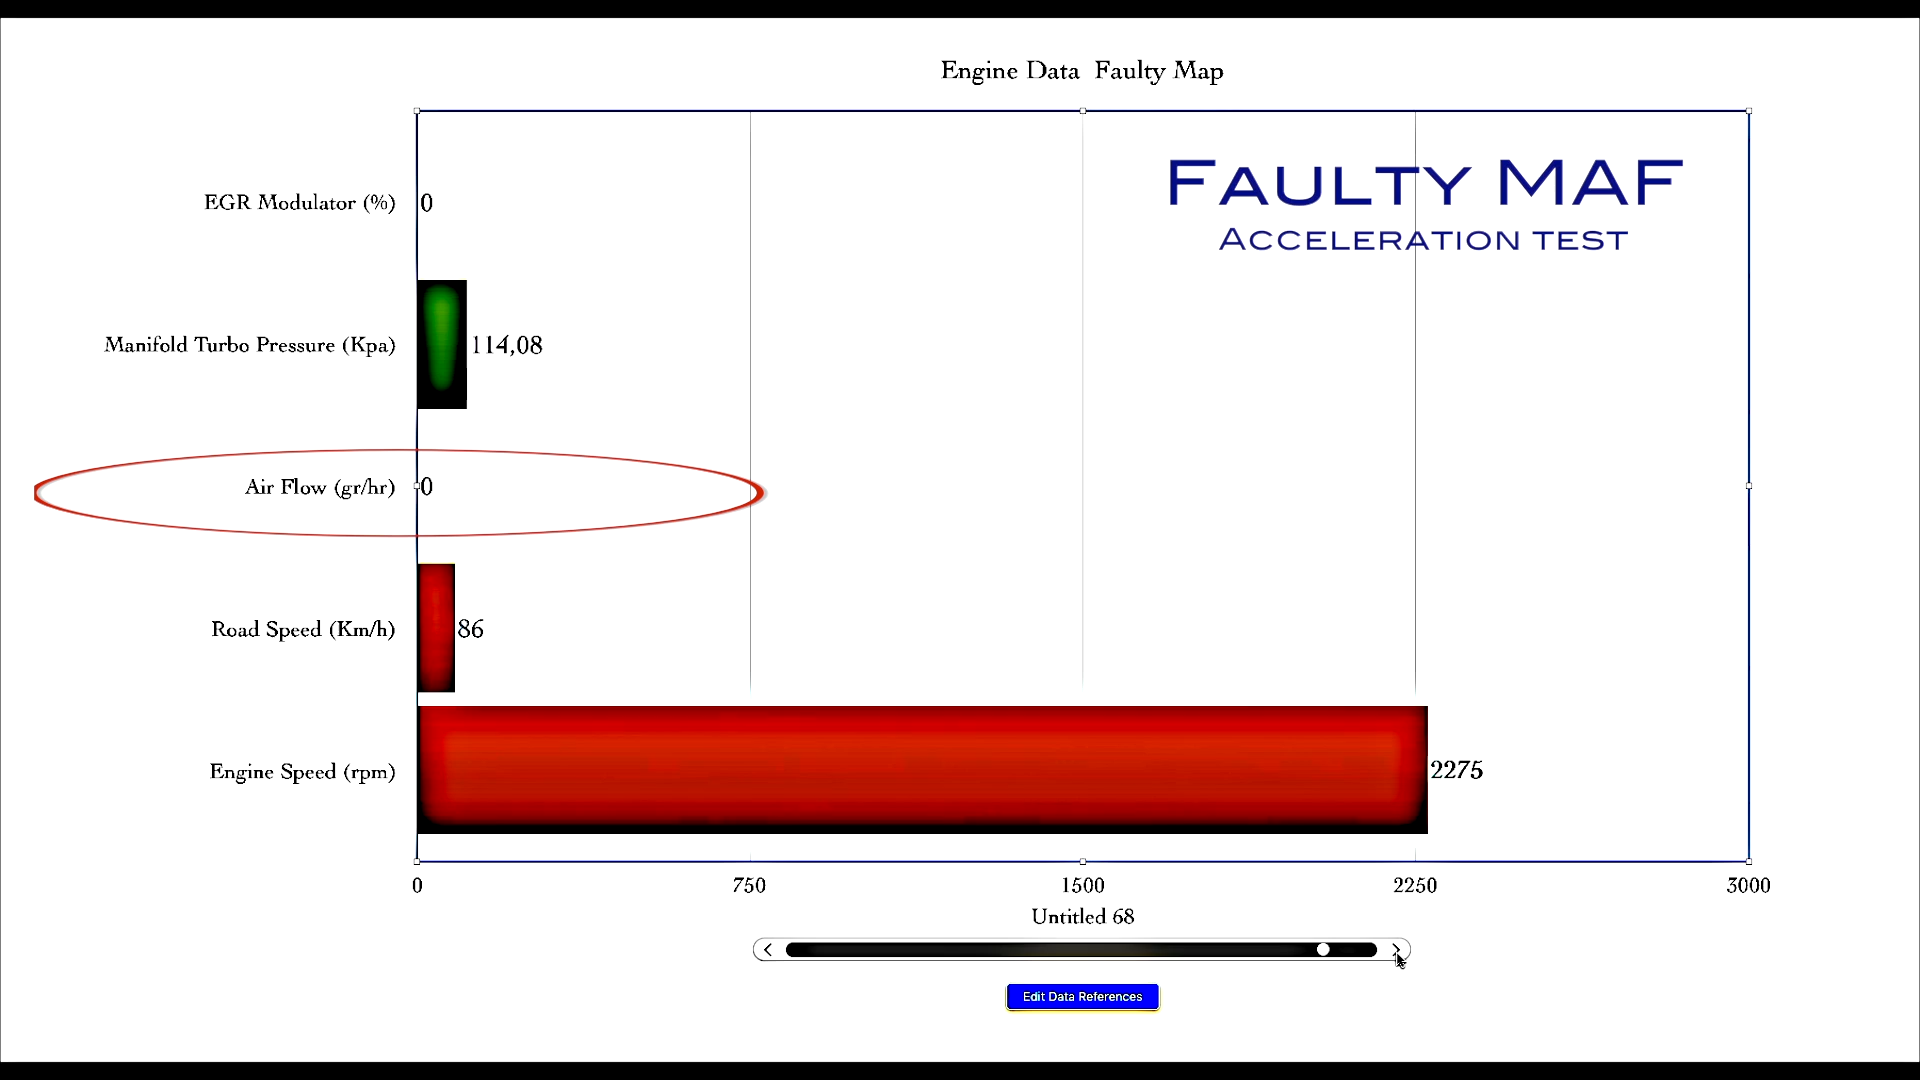 Engine Data  Faulty Map
FAULTY MAF
ACCELERATION TEST
EGR Modulator (%) 0
Manifold Turbo Pressure (Kpa) 114,08
Air Flow (gr/hr) 0
Road Speed (Km/h) 86
Engine Speed (rpm) 2275
0 750 1500 2250 3000
Untitled 68
Edit Data References